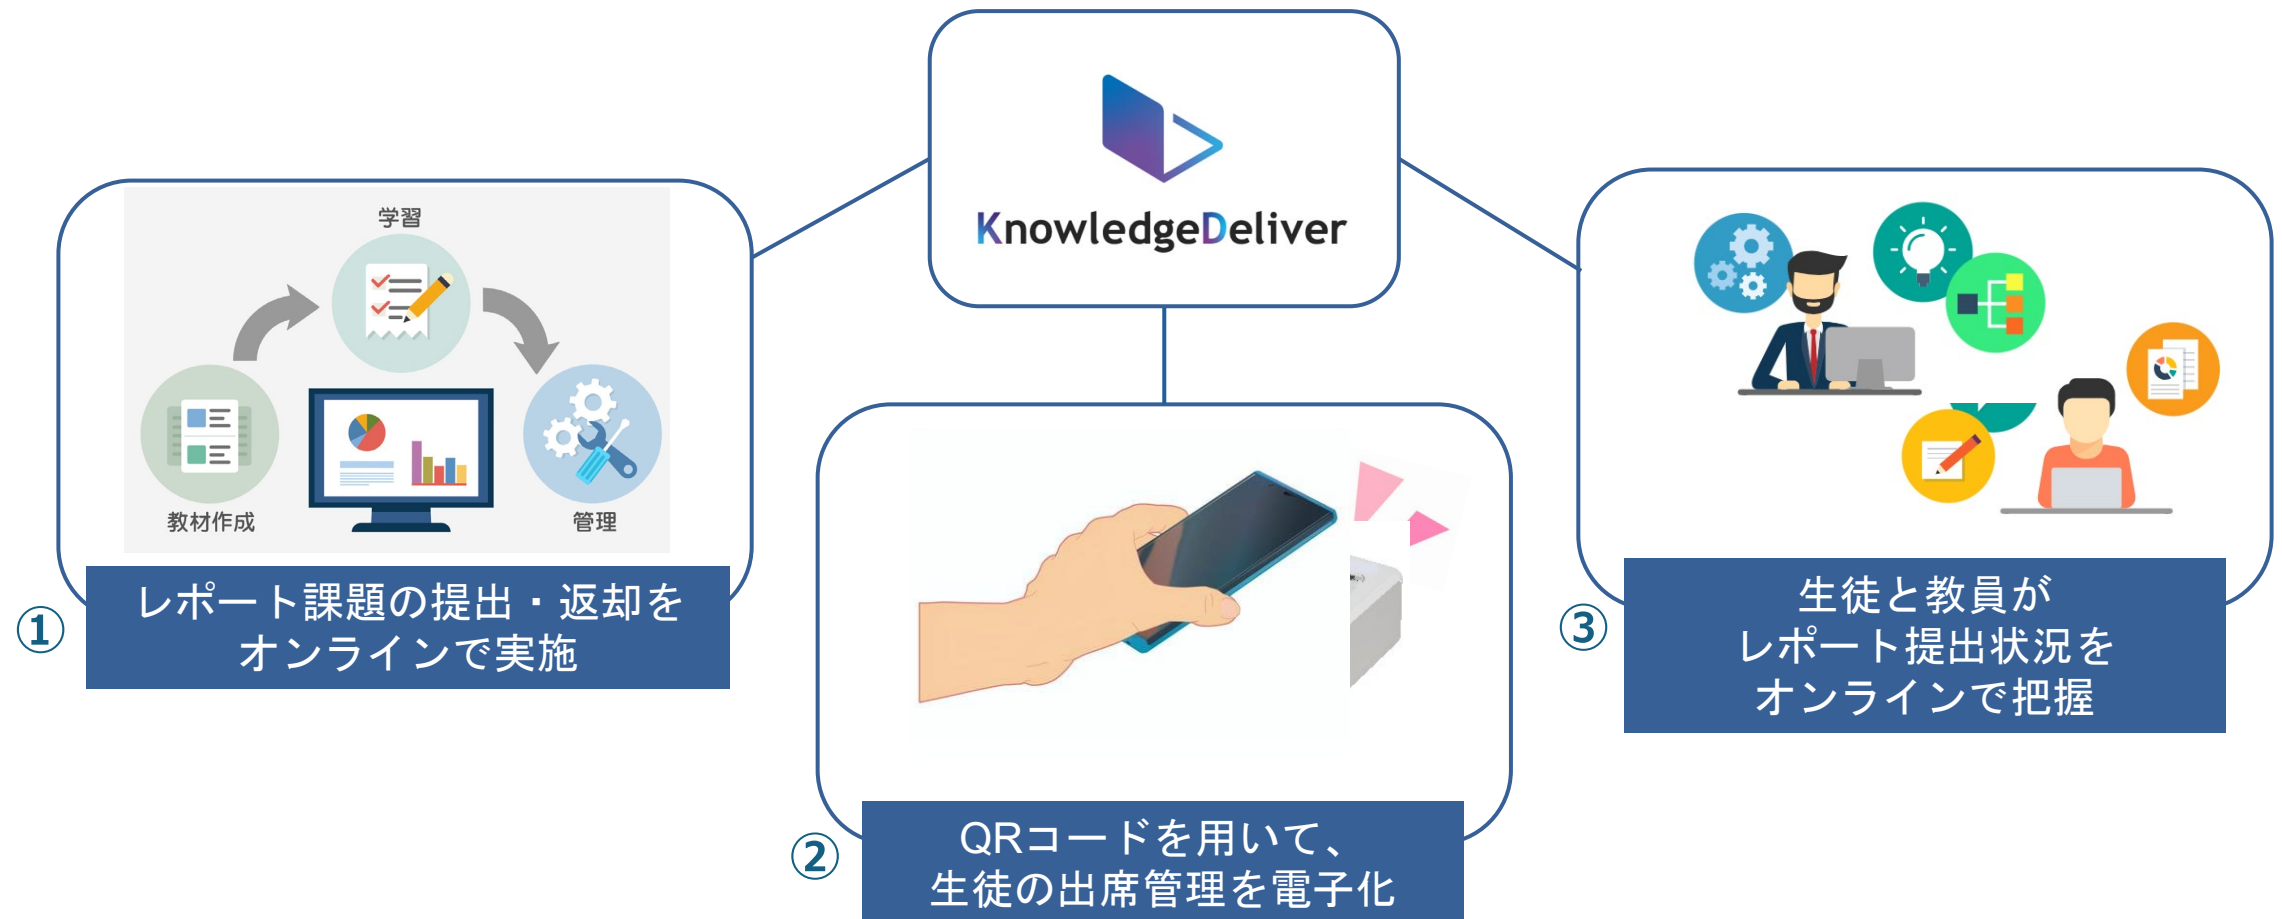 KnowledgeDeliver
学習
教材作成
管理
①
レポート課題の提出・返却を
オンラインで実施
②
QRコードを用いて、
生徒の出席管理を電子化
③
生徒と教員が
レポート提出状況を
オンラインで把握